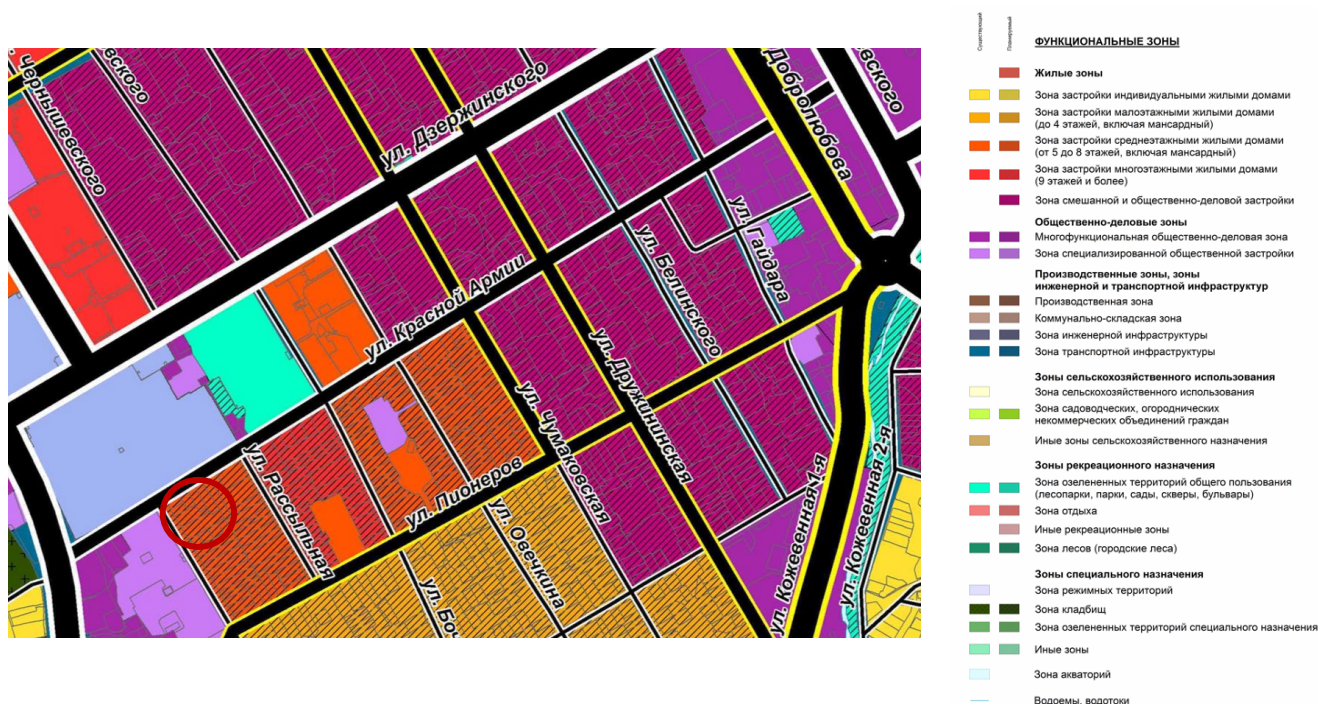 Чернышевского
вского
ул. Дзержинского
Добролюбова
вского
ул. Гайдара
ул. Белинского
ул. Красной Армии
ул. Дружининская
ул. Чумаковская
ул. Рассыльная
ул. Пионеров
ул. Овечкина
ул. Боч
ул. Кожевенная 1-я
ул. Кожевенная 2-я
Существующий
Планируемый
ФУНКЦИОНАЛЬНЫЕ ЗОНЫ
Жилые зоны
Зона застройки индивидуальными жилыми домами
Зона застройки малоэтажными жилыми домами
(до 4 этажей, включая мансардный)
Зона застройки среднеэтажными жилыми домами
(от 5 до 8 этажей, включая мансардный)
Зона застройки многоэтажными жилыми домами
(9 этажей и более)
Зона смешанной и общественно-деловой застройки
Общественно-деловые зоны
Многофункциональная общественно-деловая зона
Зона специализированной общественной застройки
Производственные зоны, зоны
инженерной и транспортной инфраструктур
Производственная зона
Коммунально-складская зона
Зона инженерной инфраструктуры
Зона транспортной инфраструктуры
Зоны сельскохозяйственного использования
Зона сельскохозяйственного использования
Зона садоводческих, огороднических
некоммерческих объединений граждан
Иные зоны сельскохозяйственного назначения
Зоны рекреационного назначения
Зона озелененных территорий общего пользования
(лесопарки, парки, сады, скверы, бульвары)
Зона отдыха
Иные рекреационные зоны
Зона лесов (городские леса)
Зоны специального назначения
Зона режимных территорий
Зона кладбищ
Зона озелененных территорий специального назначения
Иные зоны
Зона акваторий
Водоемы, водотоки